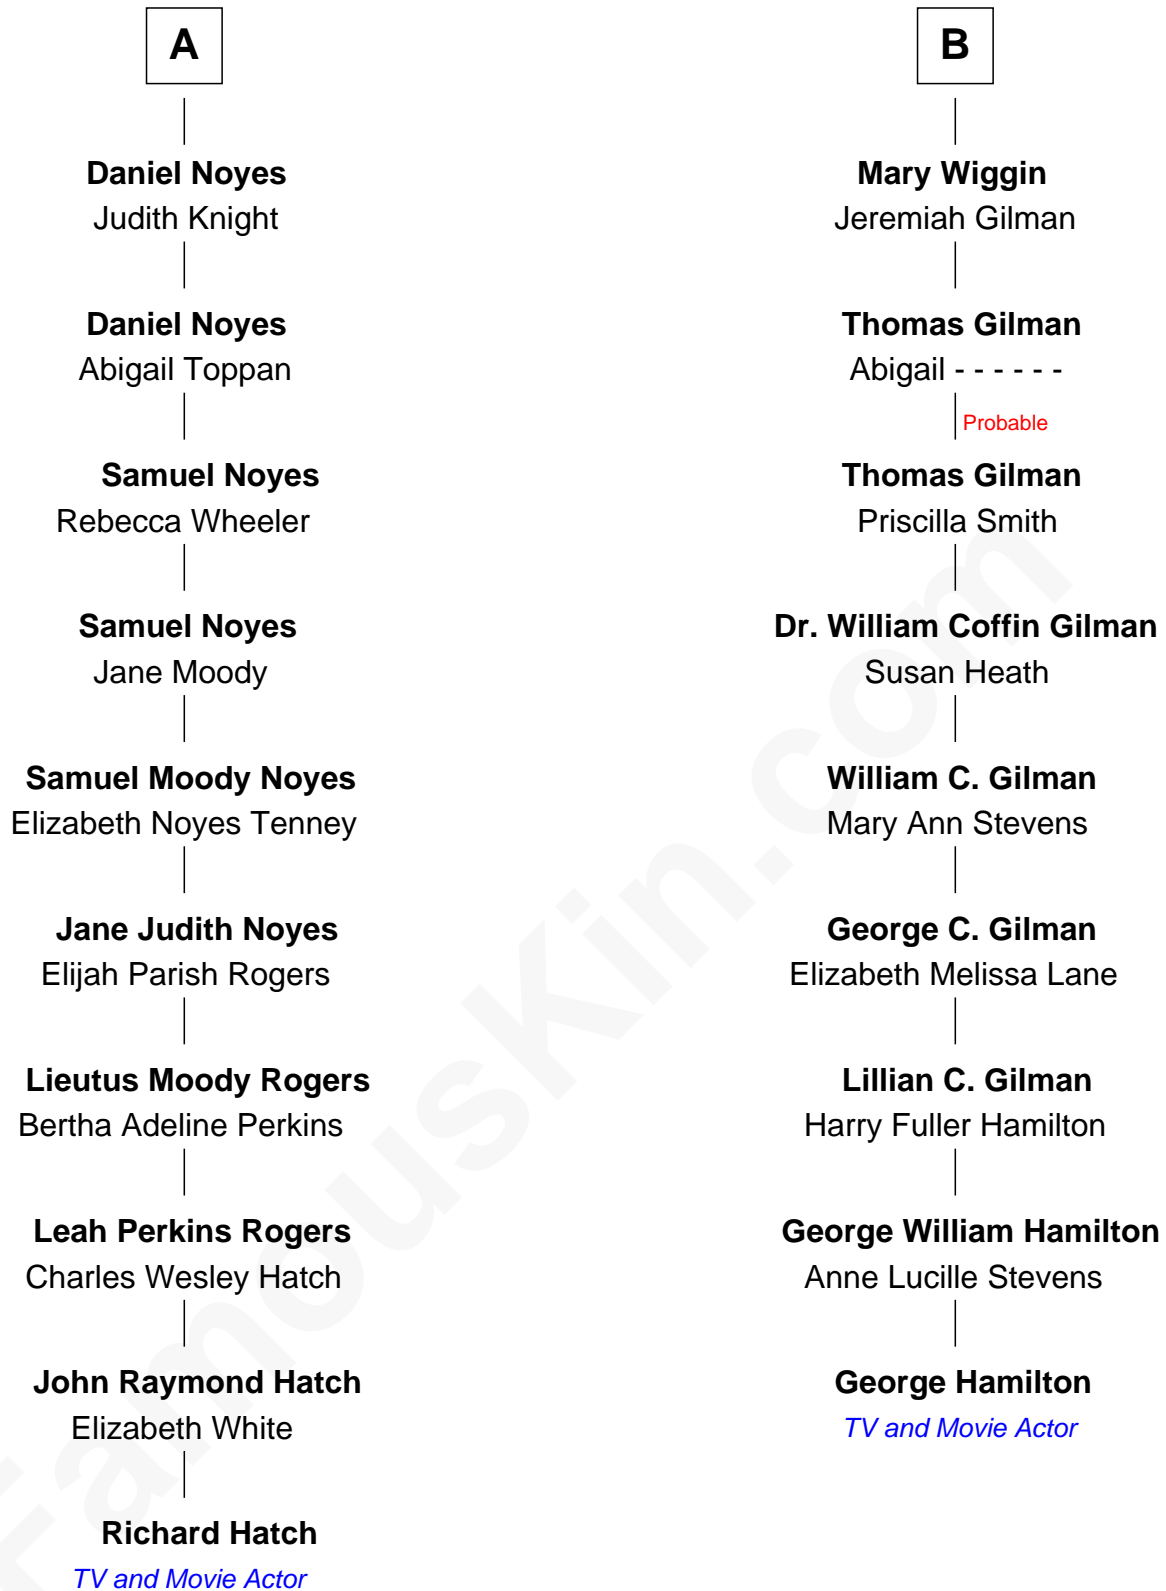 A
Daniel Noyes
Judith Knight
Daniel Noyes
Abigail Toppan
Samuel Noyes
Rebecca Wheeler
Samuel Noyes
Jane Moody
Samuel Moody Noyes
Elizabeth Noyes Tenney
Jane Judith Noyes
Elijah Parish Rogers
Lieutus Moody Rogers
Bertha Adeline Perkins
Leah Perkins Rogers
Charles Wesley Hatch
John Raymond Hatch
Elizabeth White
Richard Hatch
TV and Movie Actor
B
Mary Wiggin
Jeremiah Gilman
Thomas Gilman
Abigail - - - - - -
Probable
Thomas Gilman
Priscilla Smith
Dr. William Coffin Gilman
Susan Heath
William C. Gilman
Mary Ann Stevens
George C. Gilman
Elizabeth Melissa Lane
Lillian C. Gilman
Harry Fuller Hamilton
George William Hamilton
Anne Lucille Stevens
George Hamilton
TV and Movie Actor
FamousKin.com